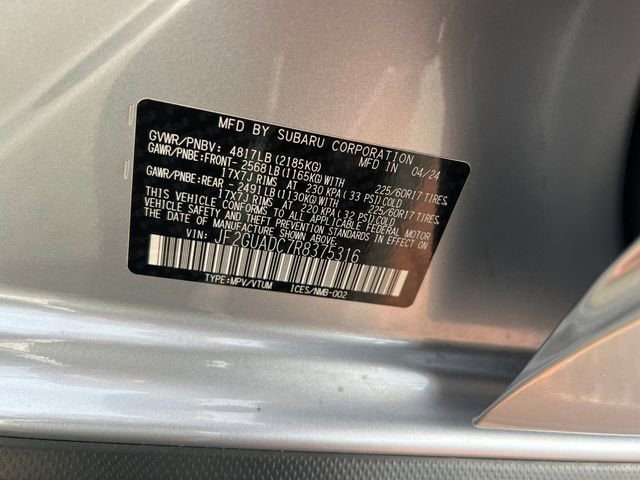 MFD BY SUBARU CORPORATION
GVWR/PNBV: 4817LB (2185KG) MFD IN 04/24
GAWR/PNBE:FRONT- 2568LB (1165KG) WITH 225/60R17 TIRES,
17X7J RIMS AT 230 KPA (33 PSI) COLD
GAWR/PNBE:REAR - 2491LB (1130KG) WITH 225/60R17 TIRES,
17X7J RIMS AT 220 KPA (32 PSI) COLD
THIS VEHICLE CONFORMS TO ALL APPLICABLE FEDERAL MOTOR
VEHICLE SAFETY AND THEFT PREVENTION STANDARDS IN EFFECT ON
THE DATE OF MANUFACTURE SHOWN ABOVE.
VIN: JF2GUADC7R8375316
TYPE:MPV/VTUM ICES/NMB-002